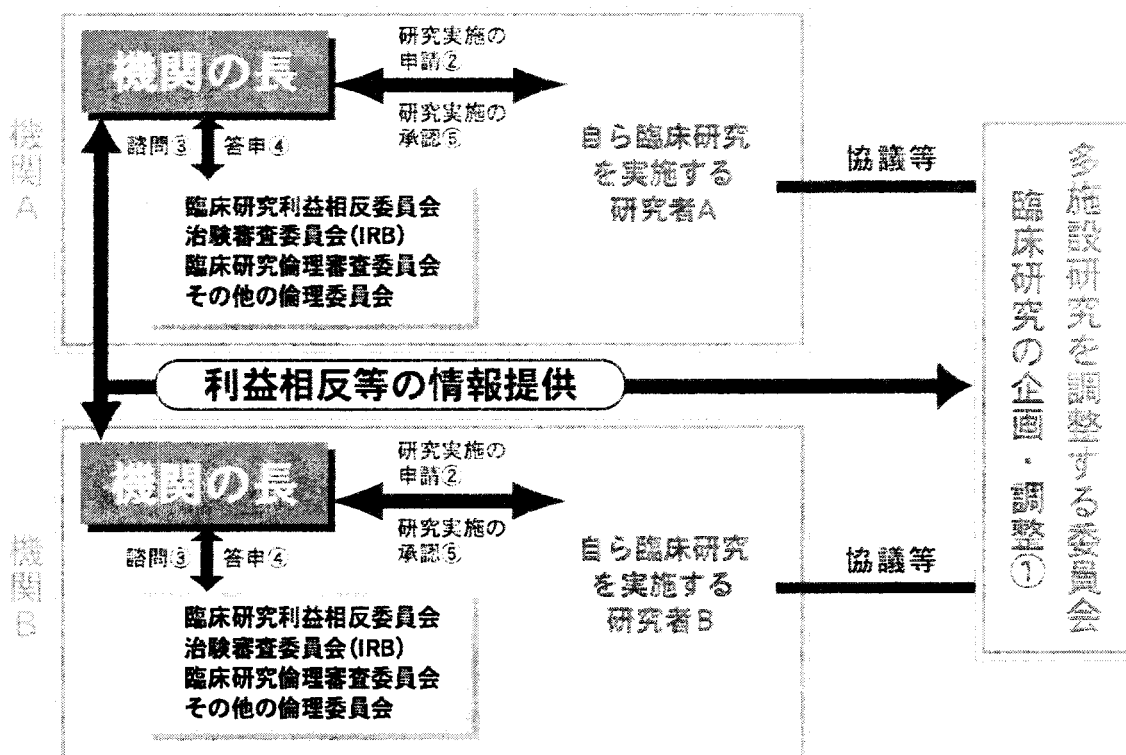 機関A
機関の長
研究実施の
申請②
研究実施の
承認⑤
諮問③
答申④
臨床研究利益相反委員会
治験審査委員会(IRB)
臨床研究倫理審査委員会
その他の倫理委員会
自ら臨床研究
を実施する
研究者A
協議等
利益相反等の情報提供
機関B
機関の長
研究実施の
申請②
研究実施の
承認⑤
諮問③
答申④
臨床研究利益相反委員会
治験審査委員会(IRB)
臨床研究倫理審査委員会
その他の倫理委員会
自ら臨床研究
を実施する
研究者B
協議等
多施設研究を調整する委員会
臨床研究の企画・調整①